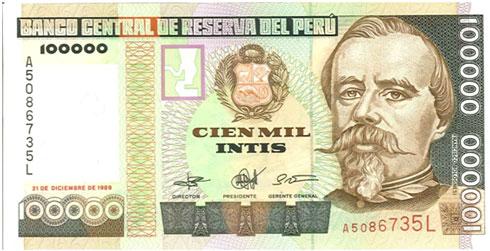 BANCO CENTRAL DE RESERVA DEL PERÚ
100000
A5086735L
CIEN MIL
INTIS
21 DE DICIEMBRE DE 1989
DIRECTOR PRESIDENTE GERENTE GENERAL
100000
A5086735L
100000
000001